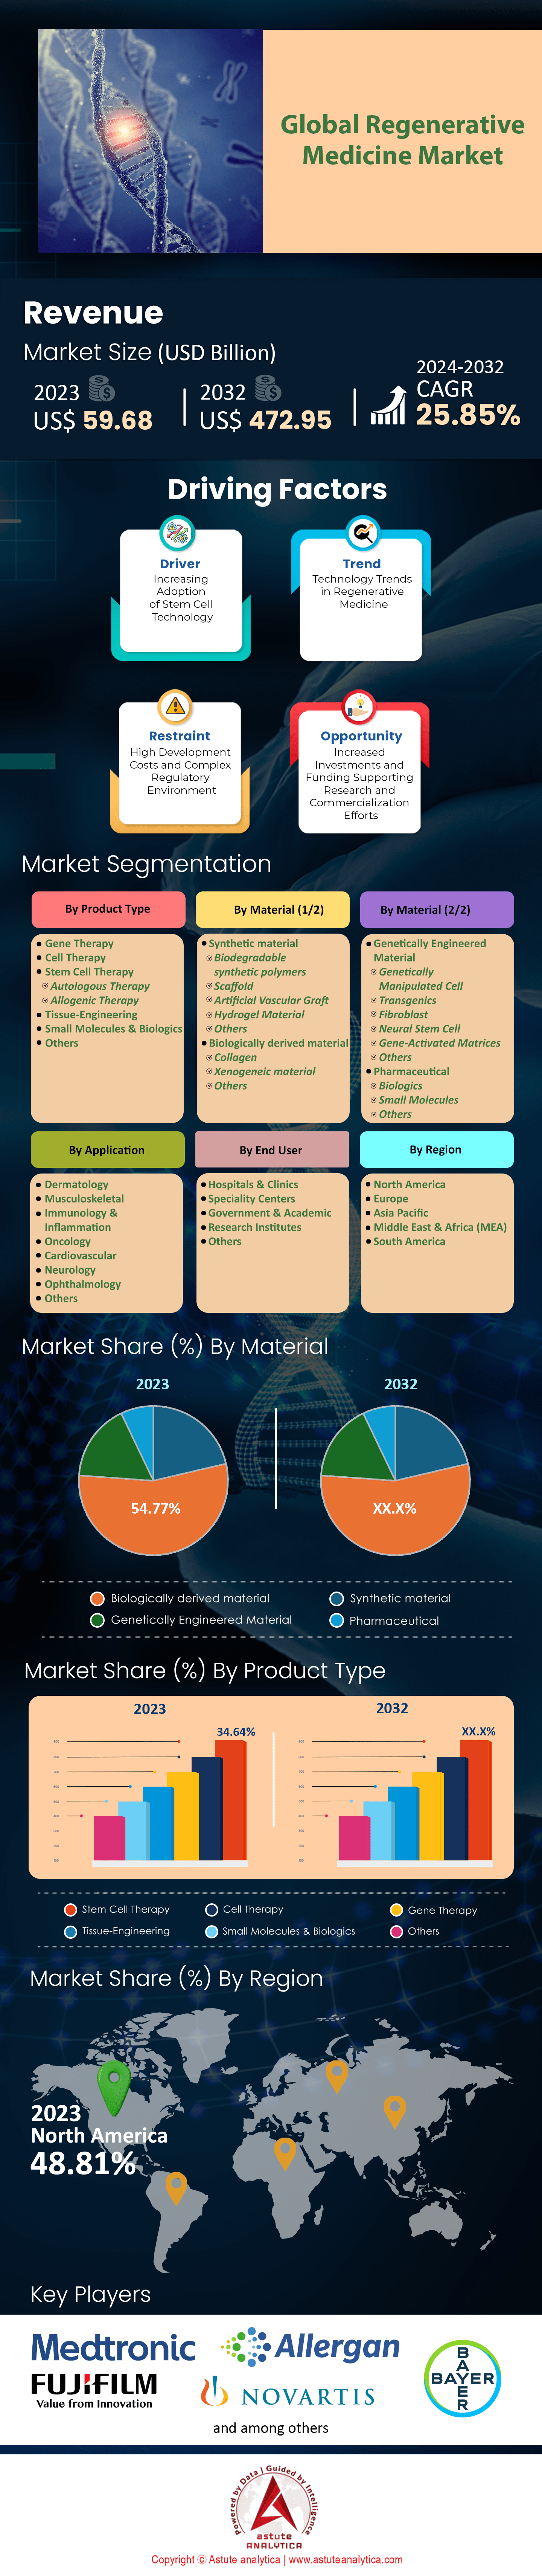 Global Regenerative
Medicine Market
Revenue
Market Size (USD Billion)
2023
US$ 59.68
2032
US$ 472.95
2024-2032
CAGR
25.85%
Driving Factors
Driver
Increasing
Adoption
of Stem Cell
Technology
Trend
Technology Trends
in Regenerative
Medicine
Restraint
High Development
Costs and Complex
Regulatory
Environment
Opportunity
Increased
Investments and
Funding Supporting
Research and
Commercialization
Efforts
Market Segmentation
By Product Type
Gene Therapy
Cell Therapy
Stem Cell Therapy
Autologous Therapy
Allogenic Therapy
Tissue-Engineering
Small Molecules & Biologics
Others
By Material (1/2)
Synthetic material
Biodegradable
synthetic polymers
Scaffold
Artificial Vascular Graft
Hydrogel Material
Others
Biologically derived material
Collagen
Xenogeneic material
Others
By Material (2/2)
Genetically Engineered
Material
Genetically
Manipulated Cell
Transgenics
Fibroblast
Neural Stem Cell
Gene-Activated Matrices
Others
Pharmaceutical
Biologics
Small Molecules
Others
By Application
Dermatology
Musculoskeletal
Immunology &
Inflammation
Oncology
Cardiovascular
Neurology
Ophthalmology
Others
By End User
Hospitals & Clinics
Speciality Centers
Government & Academic
Research Institutes
Others
By Region
North America
Europe
Asia Pacific
Middle East & Africa (MEA)
South America
Market Share (%) By Material
2023
54.77%
2032
XX.X%
Biologically derived material
Synthetic material
Genetically Engineered Material
Pharmaceutical
Market Share (%) By Product Type
2023
34.64%
2032
XX.X%
Stem Cell Therapy
Cell Therapy
Gene Therapy
Tissue-Engineering
Small Molecules & Biologics
Others
Market Share (%) By Region
2023
North America
48.81%
Key Players
Medtronic
Allergan
BAYER
BAYER
FUJIFILM
Value from Innovation
NOVARTIS
and among others
Powered by Data | Guided by Intelligence
astute
ANALYTICA
Copyright © Astute analytica | www.astuteanalytica.com